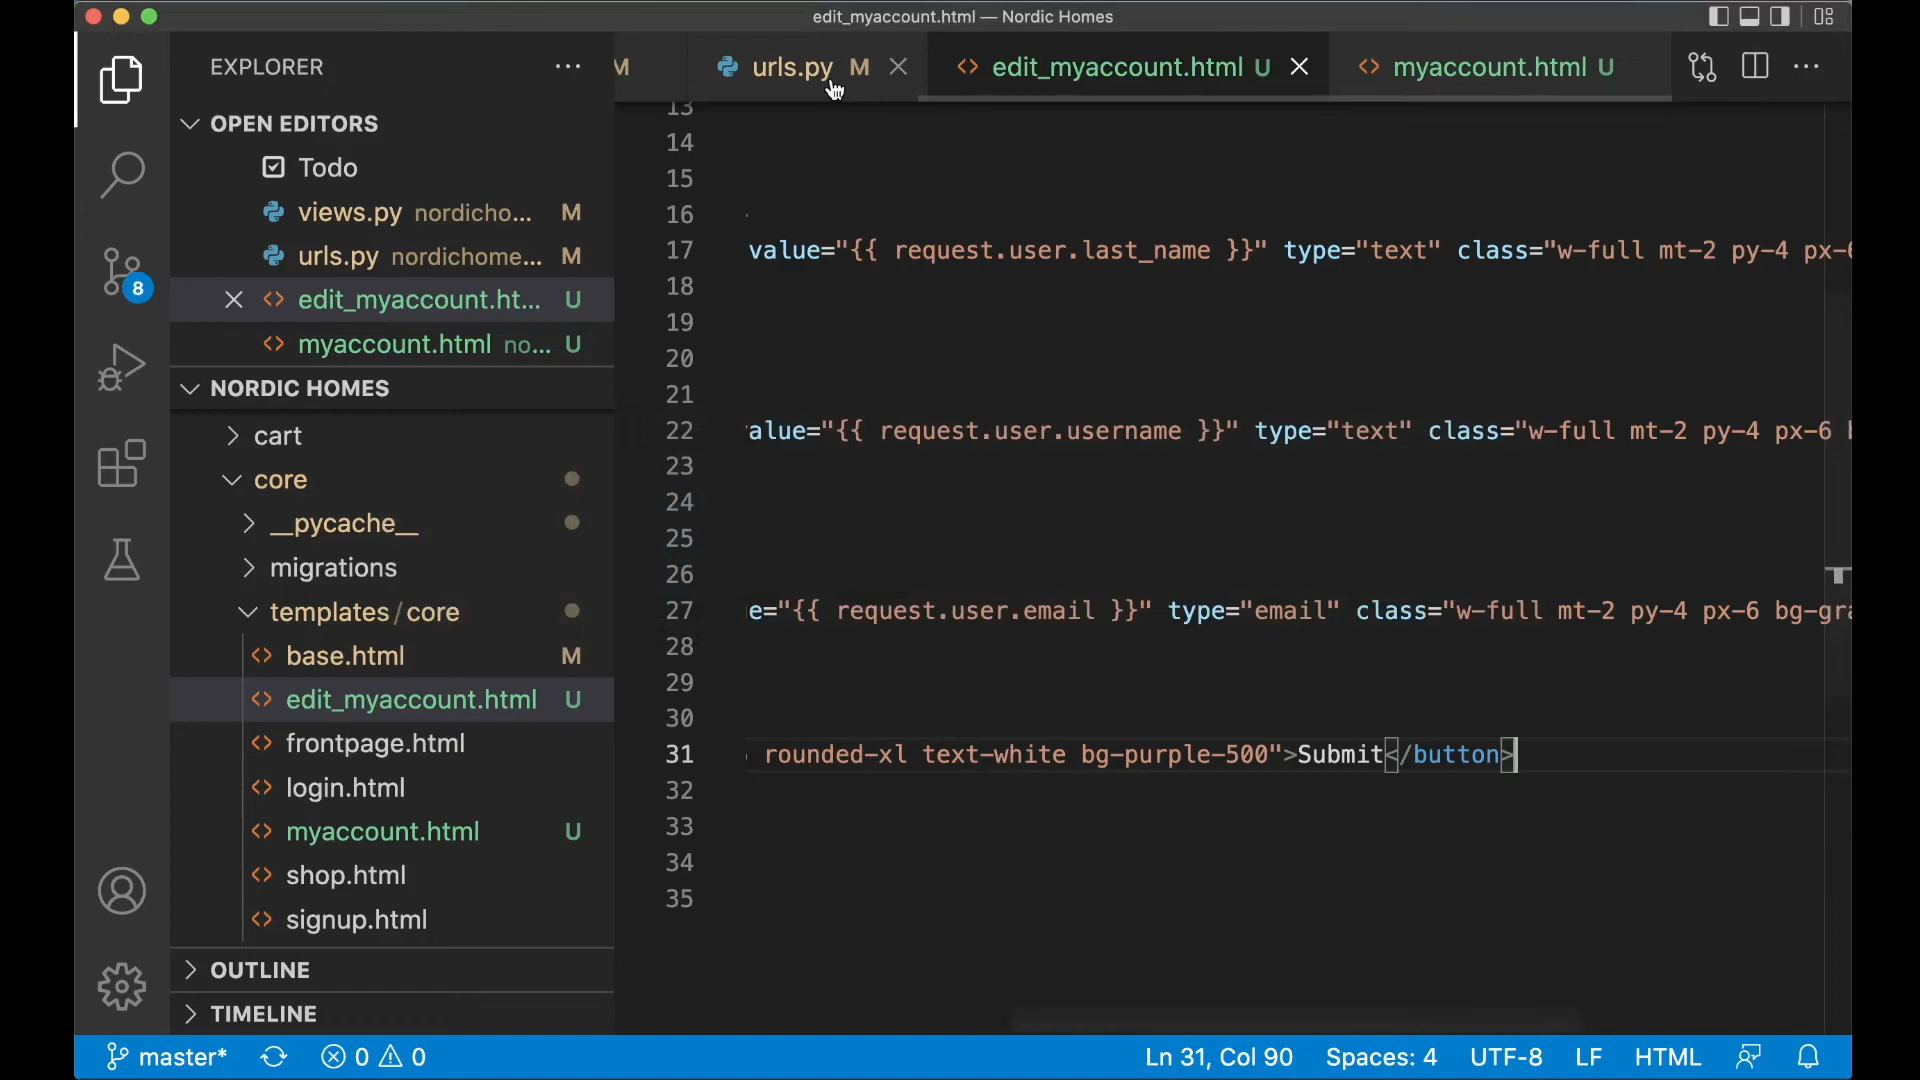 edit_myaccount.html — Nordic Homes
EXPLORER
M
urls.py M
edit_myaccount.html U
myaccount.html U
OPEN EDITORS
Todo
views.py nordicho... M
urls.py nordichome... M
edit_myaccount.ht... U
myaccount.html no... U
NORDIC HOMES
cart
core
__pycache__
migrations
templates / core
base.html M
edit_myaccount.html U
frontpage.html
login.html
myaccount.html U
shop.html
signup.html
OUTLINE
TIMELINE
8
13
14
15
16
17 value="{{ request.user.last_name }}" type="text" class="w-full mt-2 py-4 px-6
18
19
20
21
22 alue="{{ request.user.username }}" type="text" class="w-full mt-2 py-4 px-6 b
23
24
25
26
27 e="{{ request.user.email }}" type="email" class="w-full mt-2 py-4 px-6 bg-gra
28
29
30
31 rounded-xl text-white bg-purple-500">Submit</button>
32
33
34
35
master* 0 0 Ln 31, Col 90 Spaces: 4 UTF-8 LF HTML